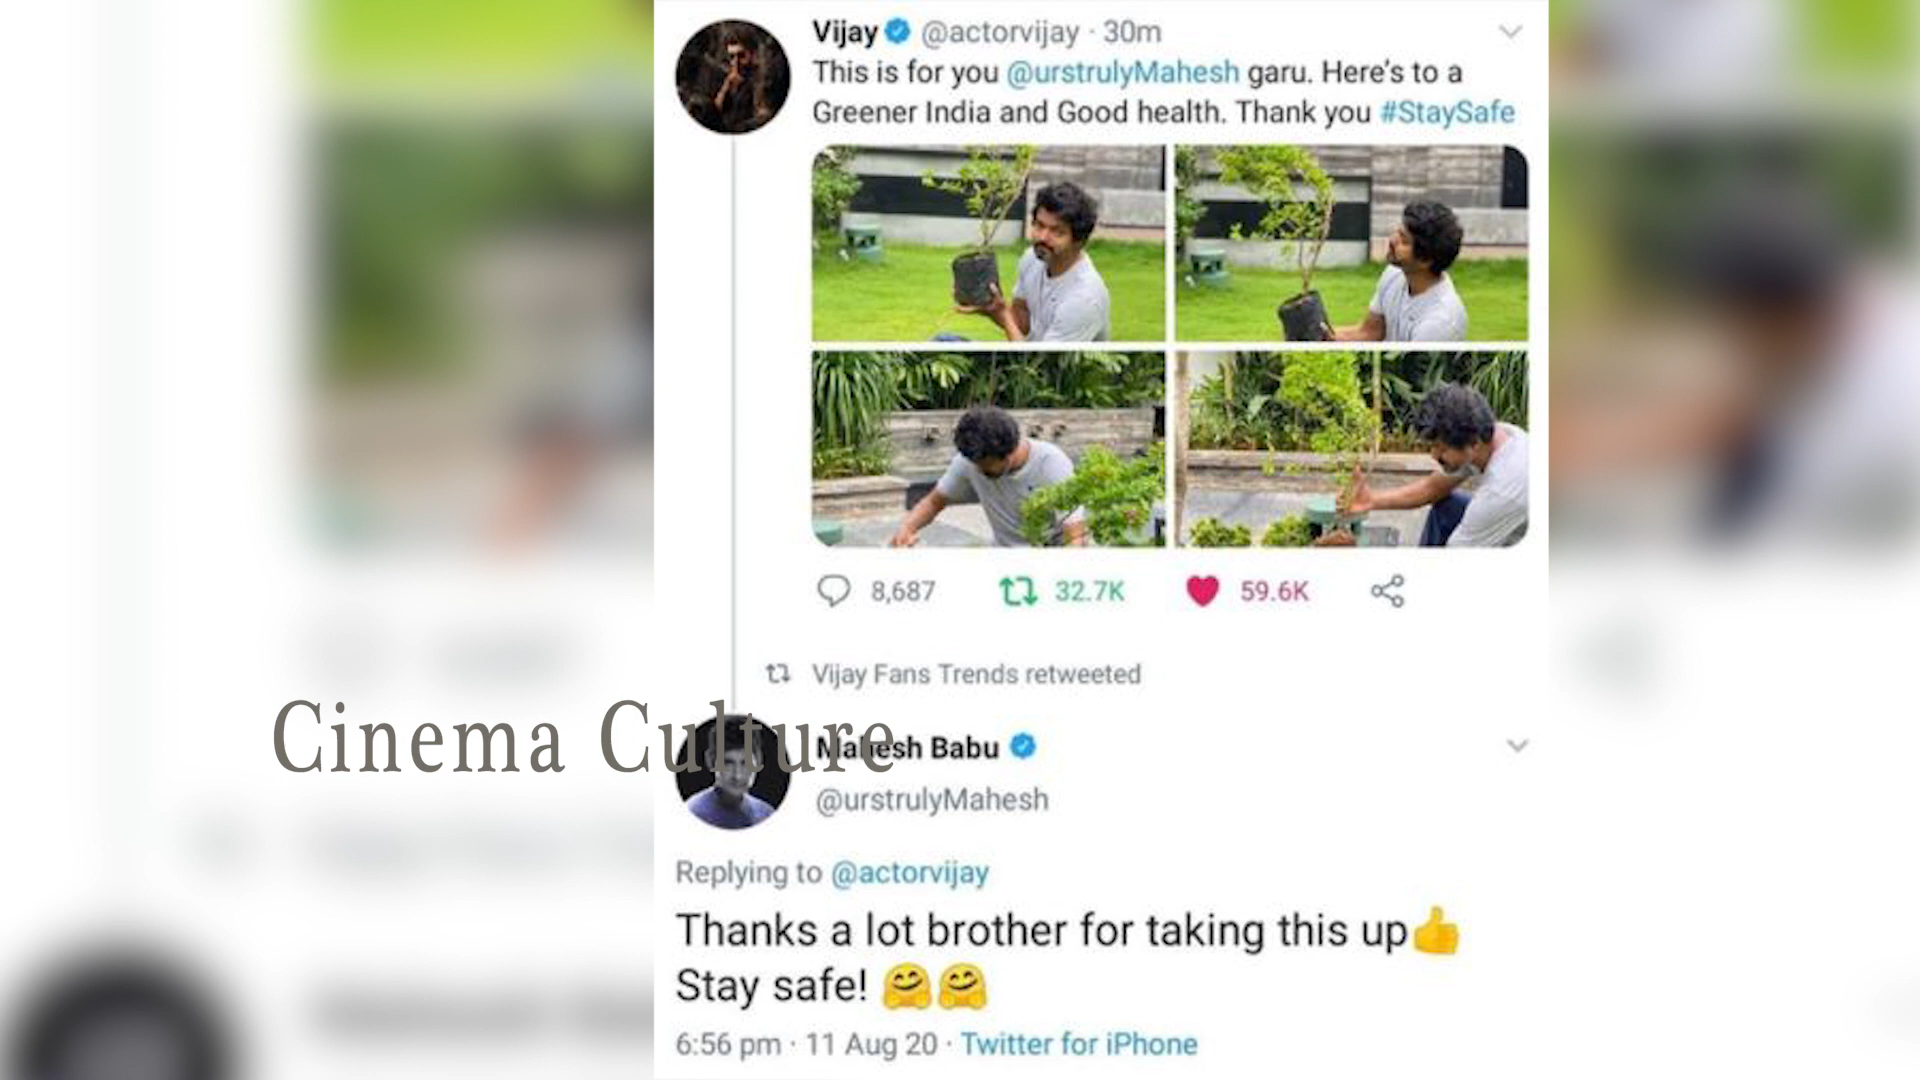 Vijay @actorvijay · 30m
This is for you @urstrulyMahesh garu. Here's to a
Greener India and Good health. Thank you #StaySafe
8,687 32.7K 59.6K
Vijay Fans Trends retweeted
Cinema Culture
Mahesh Babu
@urstrulyMahesh
Replying to @actorvijay
Thanks a lot brother for taking this up👍
Stay safe! 🤗🤗
6:56 pm · 11 Aug 20 · Twitter for iPhone